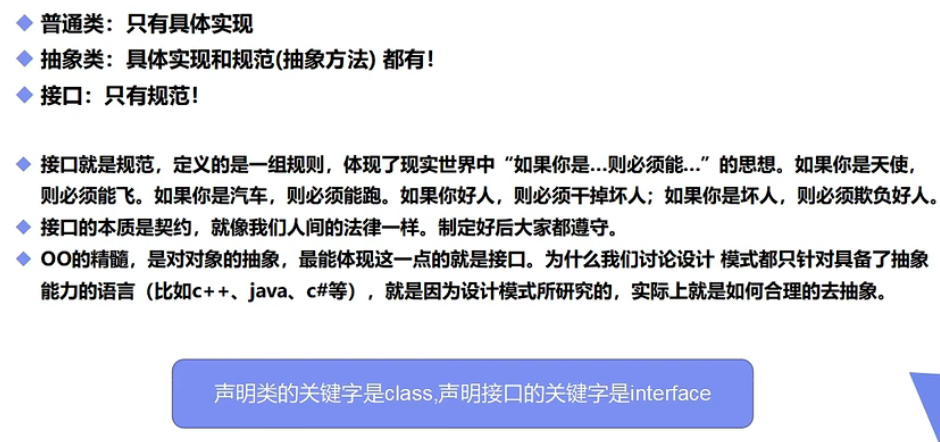 普通类：只有具体实现
抽象类：具体实现和规范(抽象方法) 都有！
接口：只有规范！
接口就是规范，定义的是一组规则，体现了现实世界中“如果你是...则必须能...”的思想。如果你是天使，
则必须能飞。如果你是汽车，则必须能跑。如果你好人，则必须干掉坏人；如果你是坏人，则必须欺负好人。
接口的本质是契约，就像我们人间的法律一样。制定好后大家都遵守。
OO的精髓，是对对象的抽象，最能体现这一点的就是接口。为什么我们讨论设计 模式都只针对具备了抽象
能力的语言（比如c++、java、c#等），就是因为设计模式所研究的，实际上就是如何合理的去抽象。
声明类的关键字是class,声明接口的关键字是interface